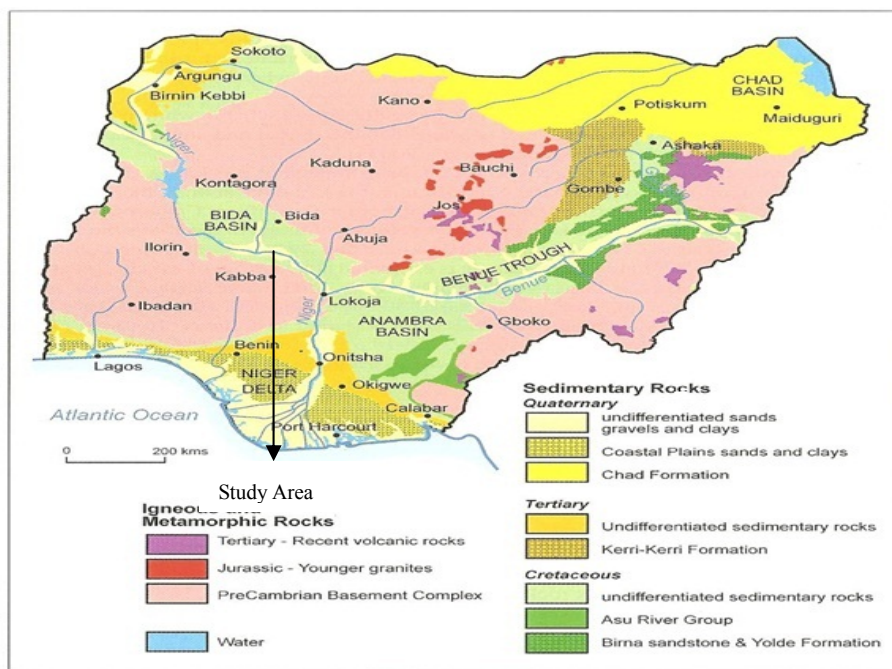 Sokoto
Argungu
Birnin Kebbi
CHAD
BASIN
Kano
Potiskum
Maiduguri
Niger
Ashaka
Kaduna
Bauchi
Kontagora
Gombe
Jos
BIDA
BASIN
Bida
Abuja
Ilorin
BENUE TROUGH
Kabba
Benue
Lokoja
Ibadan
Niger
ANAMBRA
BASIN
Gboko
Benin
Onitsha
Lagos
NIGER
DELTA
Okigwe
Calabar
Atlantic Ocean
Port Harcourt
0 200 kms
Study Area
Igneous and
Metamorphic Rocks
Tertiary - Recent volcanic rocks
Jurassic - Younger granites
PreCambrian Basement Complex
Water
Sedimentary Rocks
Quaternary
undifferentiated sands
gravels and clays
Coastal Plains sands and clays
Chad Formation
Tertiary
Undifferentiated sedimentary rocks
Kerri-Kerri Formation
Cretaceous
undifferentiated sedimentary rocks
Asu River Group
Birna sandstone & Yolde Formation